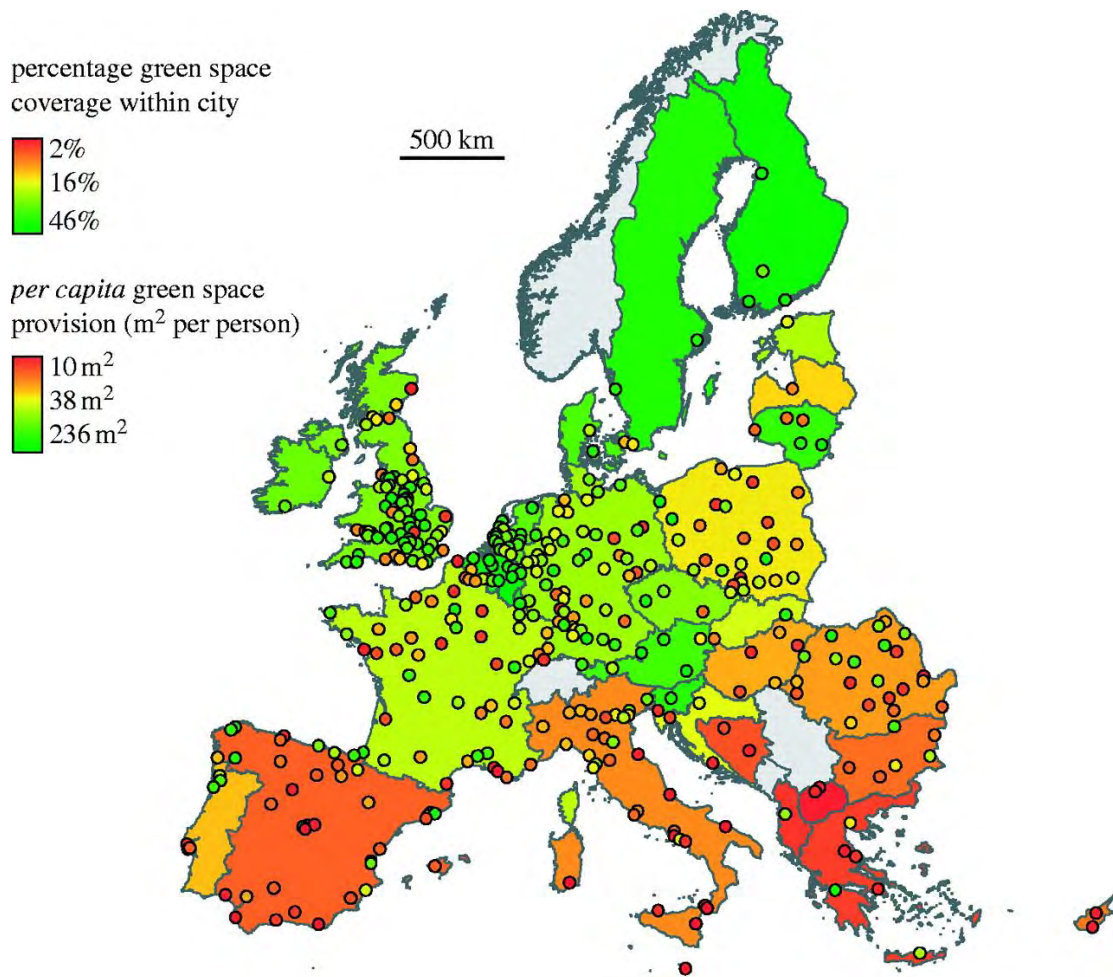 percentage green space
coverage within city
2%
16%
46%
500 km
per capita green space
provision (m² per person)
10 m²
38 m²
236 m²